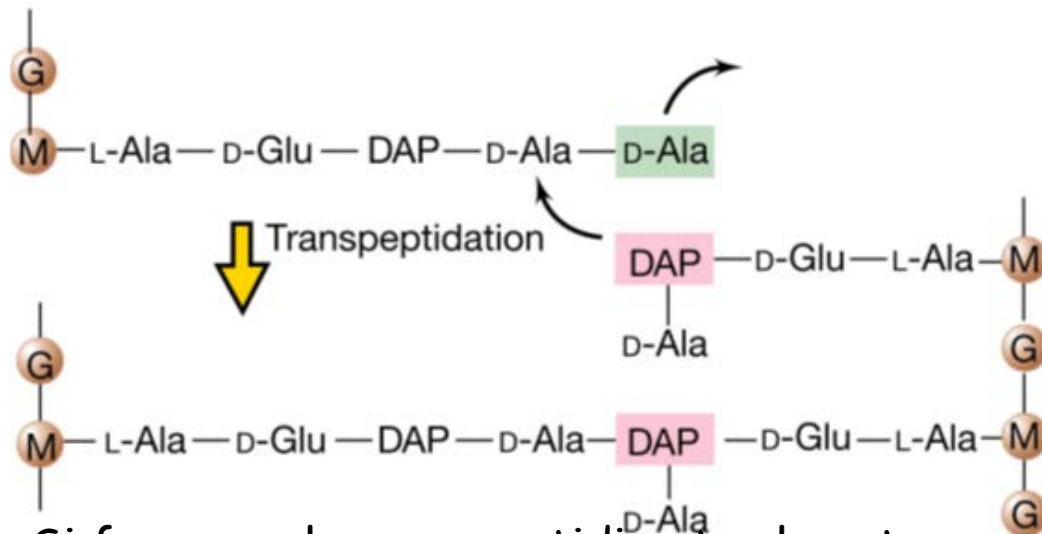 G
M L-Ala D-Glu DAP D-Ala D-Ala
Transpeptidation
DAP D-Glu L-Ala M
D-Ala
G
G
M L-Ala D-Glu DAP D-Ala DAP D-Glu L-Ala M
D-Ala
G